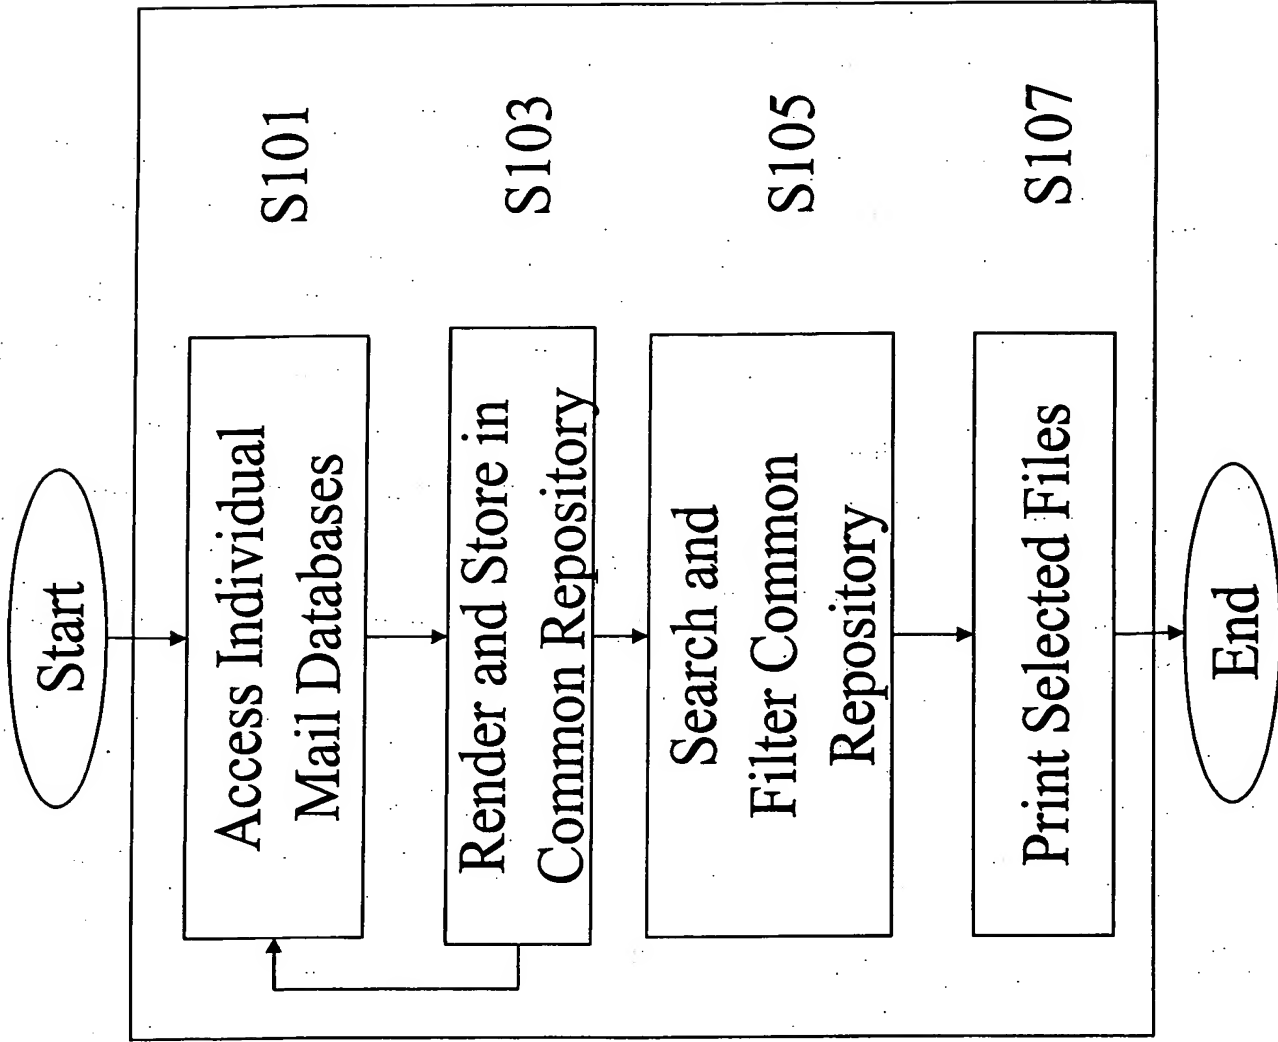 Start
Access Individual
Mail Databases
S101
Render and Store in
Common Repository
S103
Search and
Filter Common
Repository
S105
Print Selected Files
S107
End